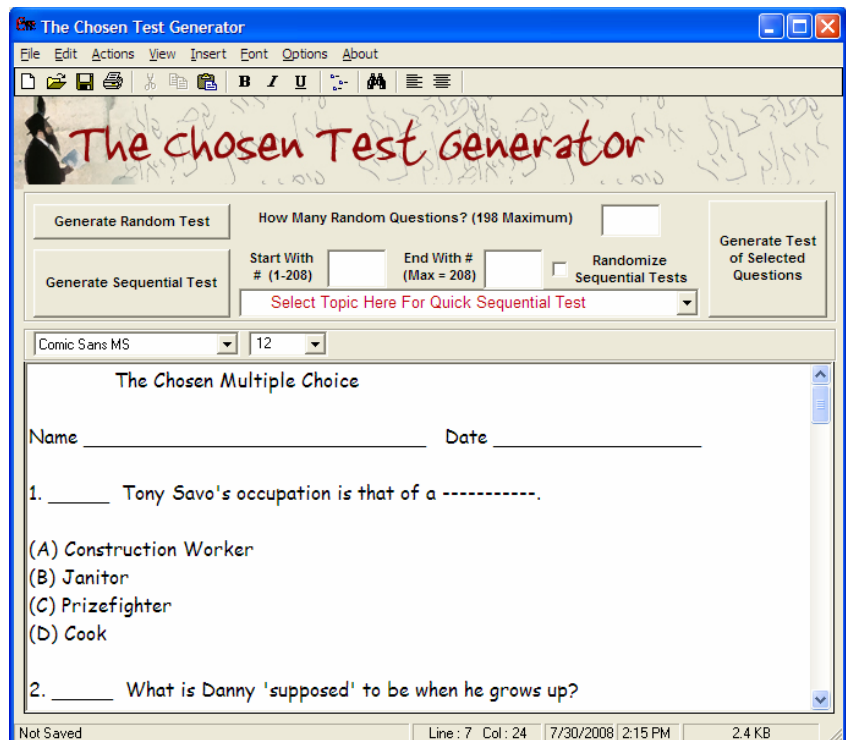 The Chosen Test Generator
File Edit Actions View Insert Font Options About
B I U
The Chosen Test Generator
Generate Random Test
How Many Random Questions? (198 Maximum)
Generate Sequential Test
Start With
# (1-208)
End With #
(Max = 208)
Randomize
Sequential Tests
Select Topic Here For Quick Sequential Test
Generate Test
of Selected
Questions
Comic Sans MS 12
The Chosen Multiple Choice
Name ____________________________ Date _________________
1. _____ Tony Savo's occupation is that of a -----------.
(A) Construction Worker
(B) Janitor
(C) Prizefighter
(D) Cook
2. _____ What is Danny 'supposed' to be when he grows up?
Not Saved Line : 7 Col : 24 7/30/2008 2:15 PM 2.4 KB